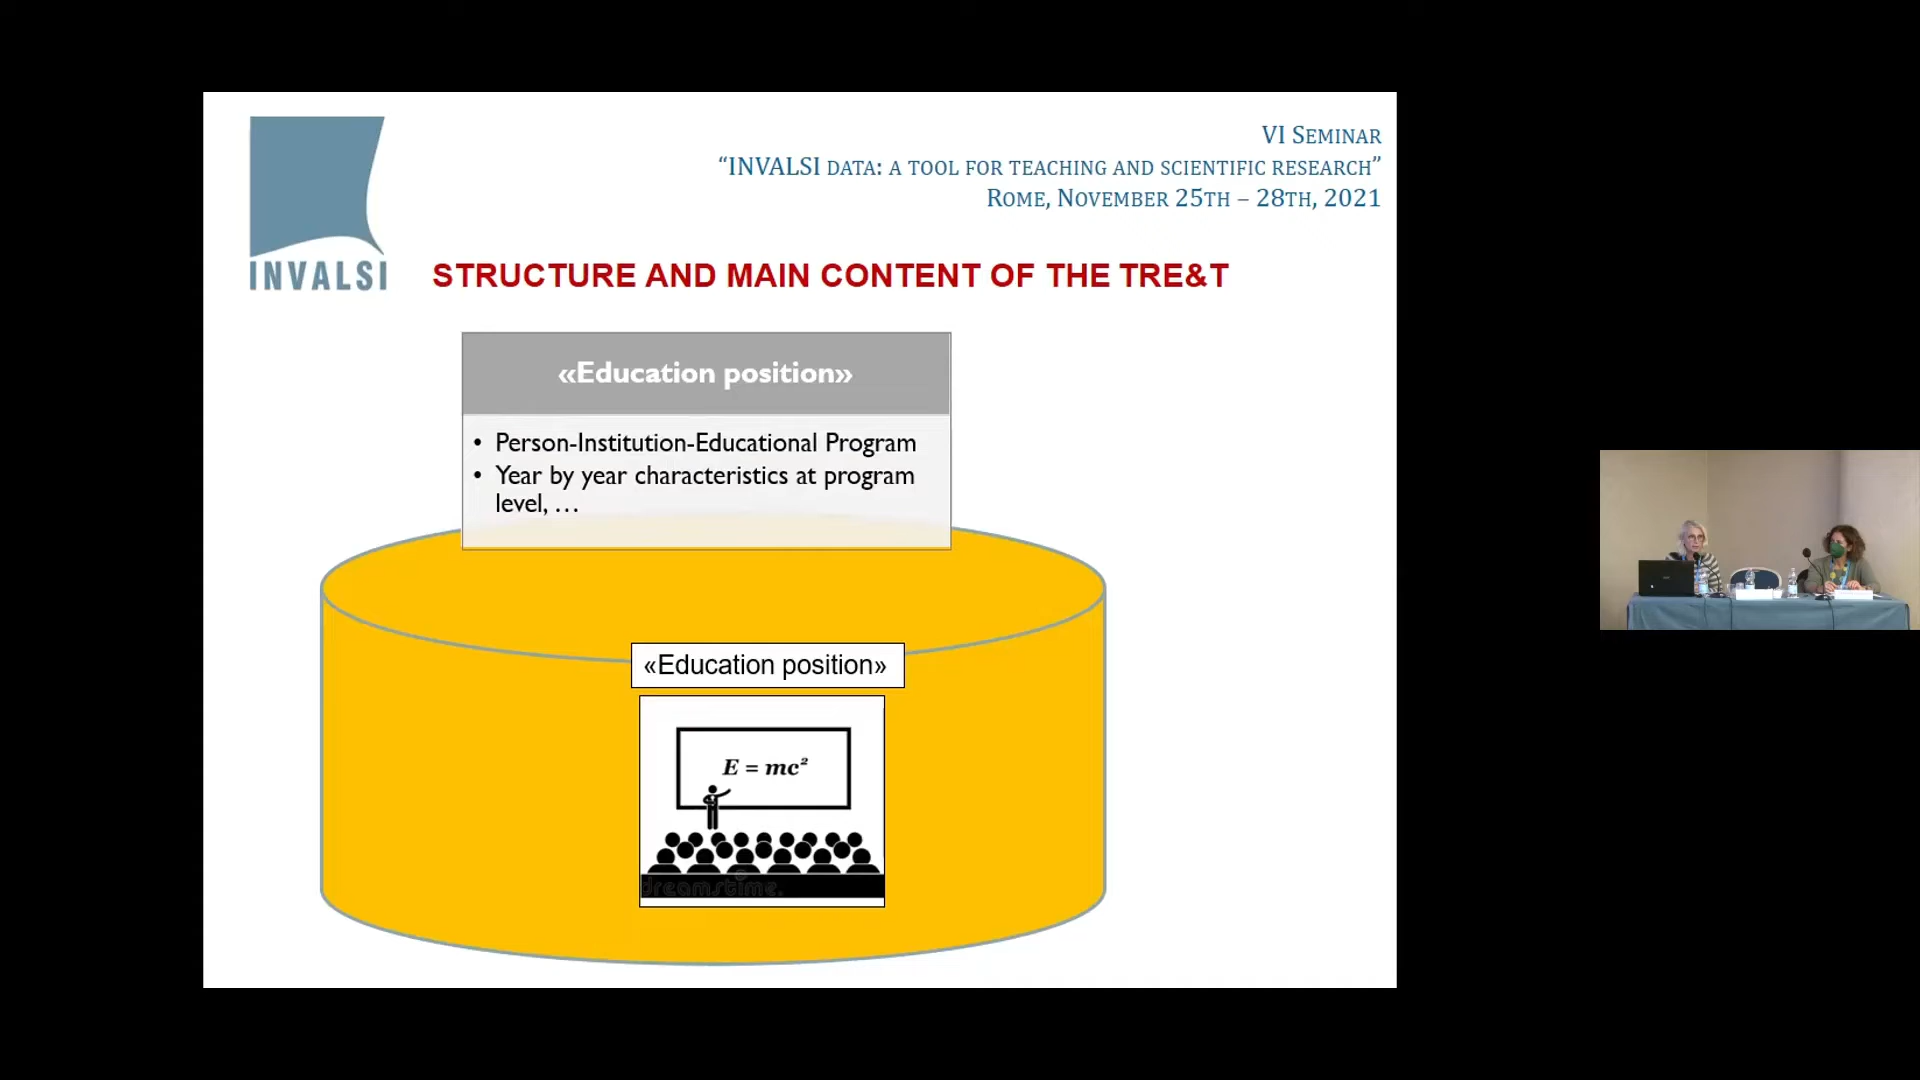 VI SEMINAR
“INVALSI DATA: A TOOL FOR TEACHING AND SCIENTIFIC RESEARCH”
ROME, NOVEMBER 25TH – 28TH, 2021
INVALSI
STRUCTURE AND MAIN CONTENT OF THE TRE&T
«Education position»
• Person-Institution-Educational Program
• Year by year characteristics at program
level, …
«Education position»
E = mc²
dreamstime.